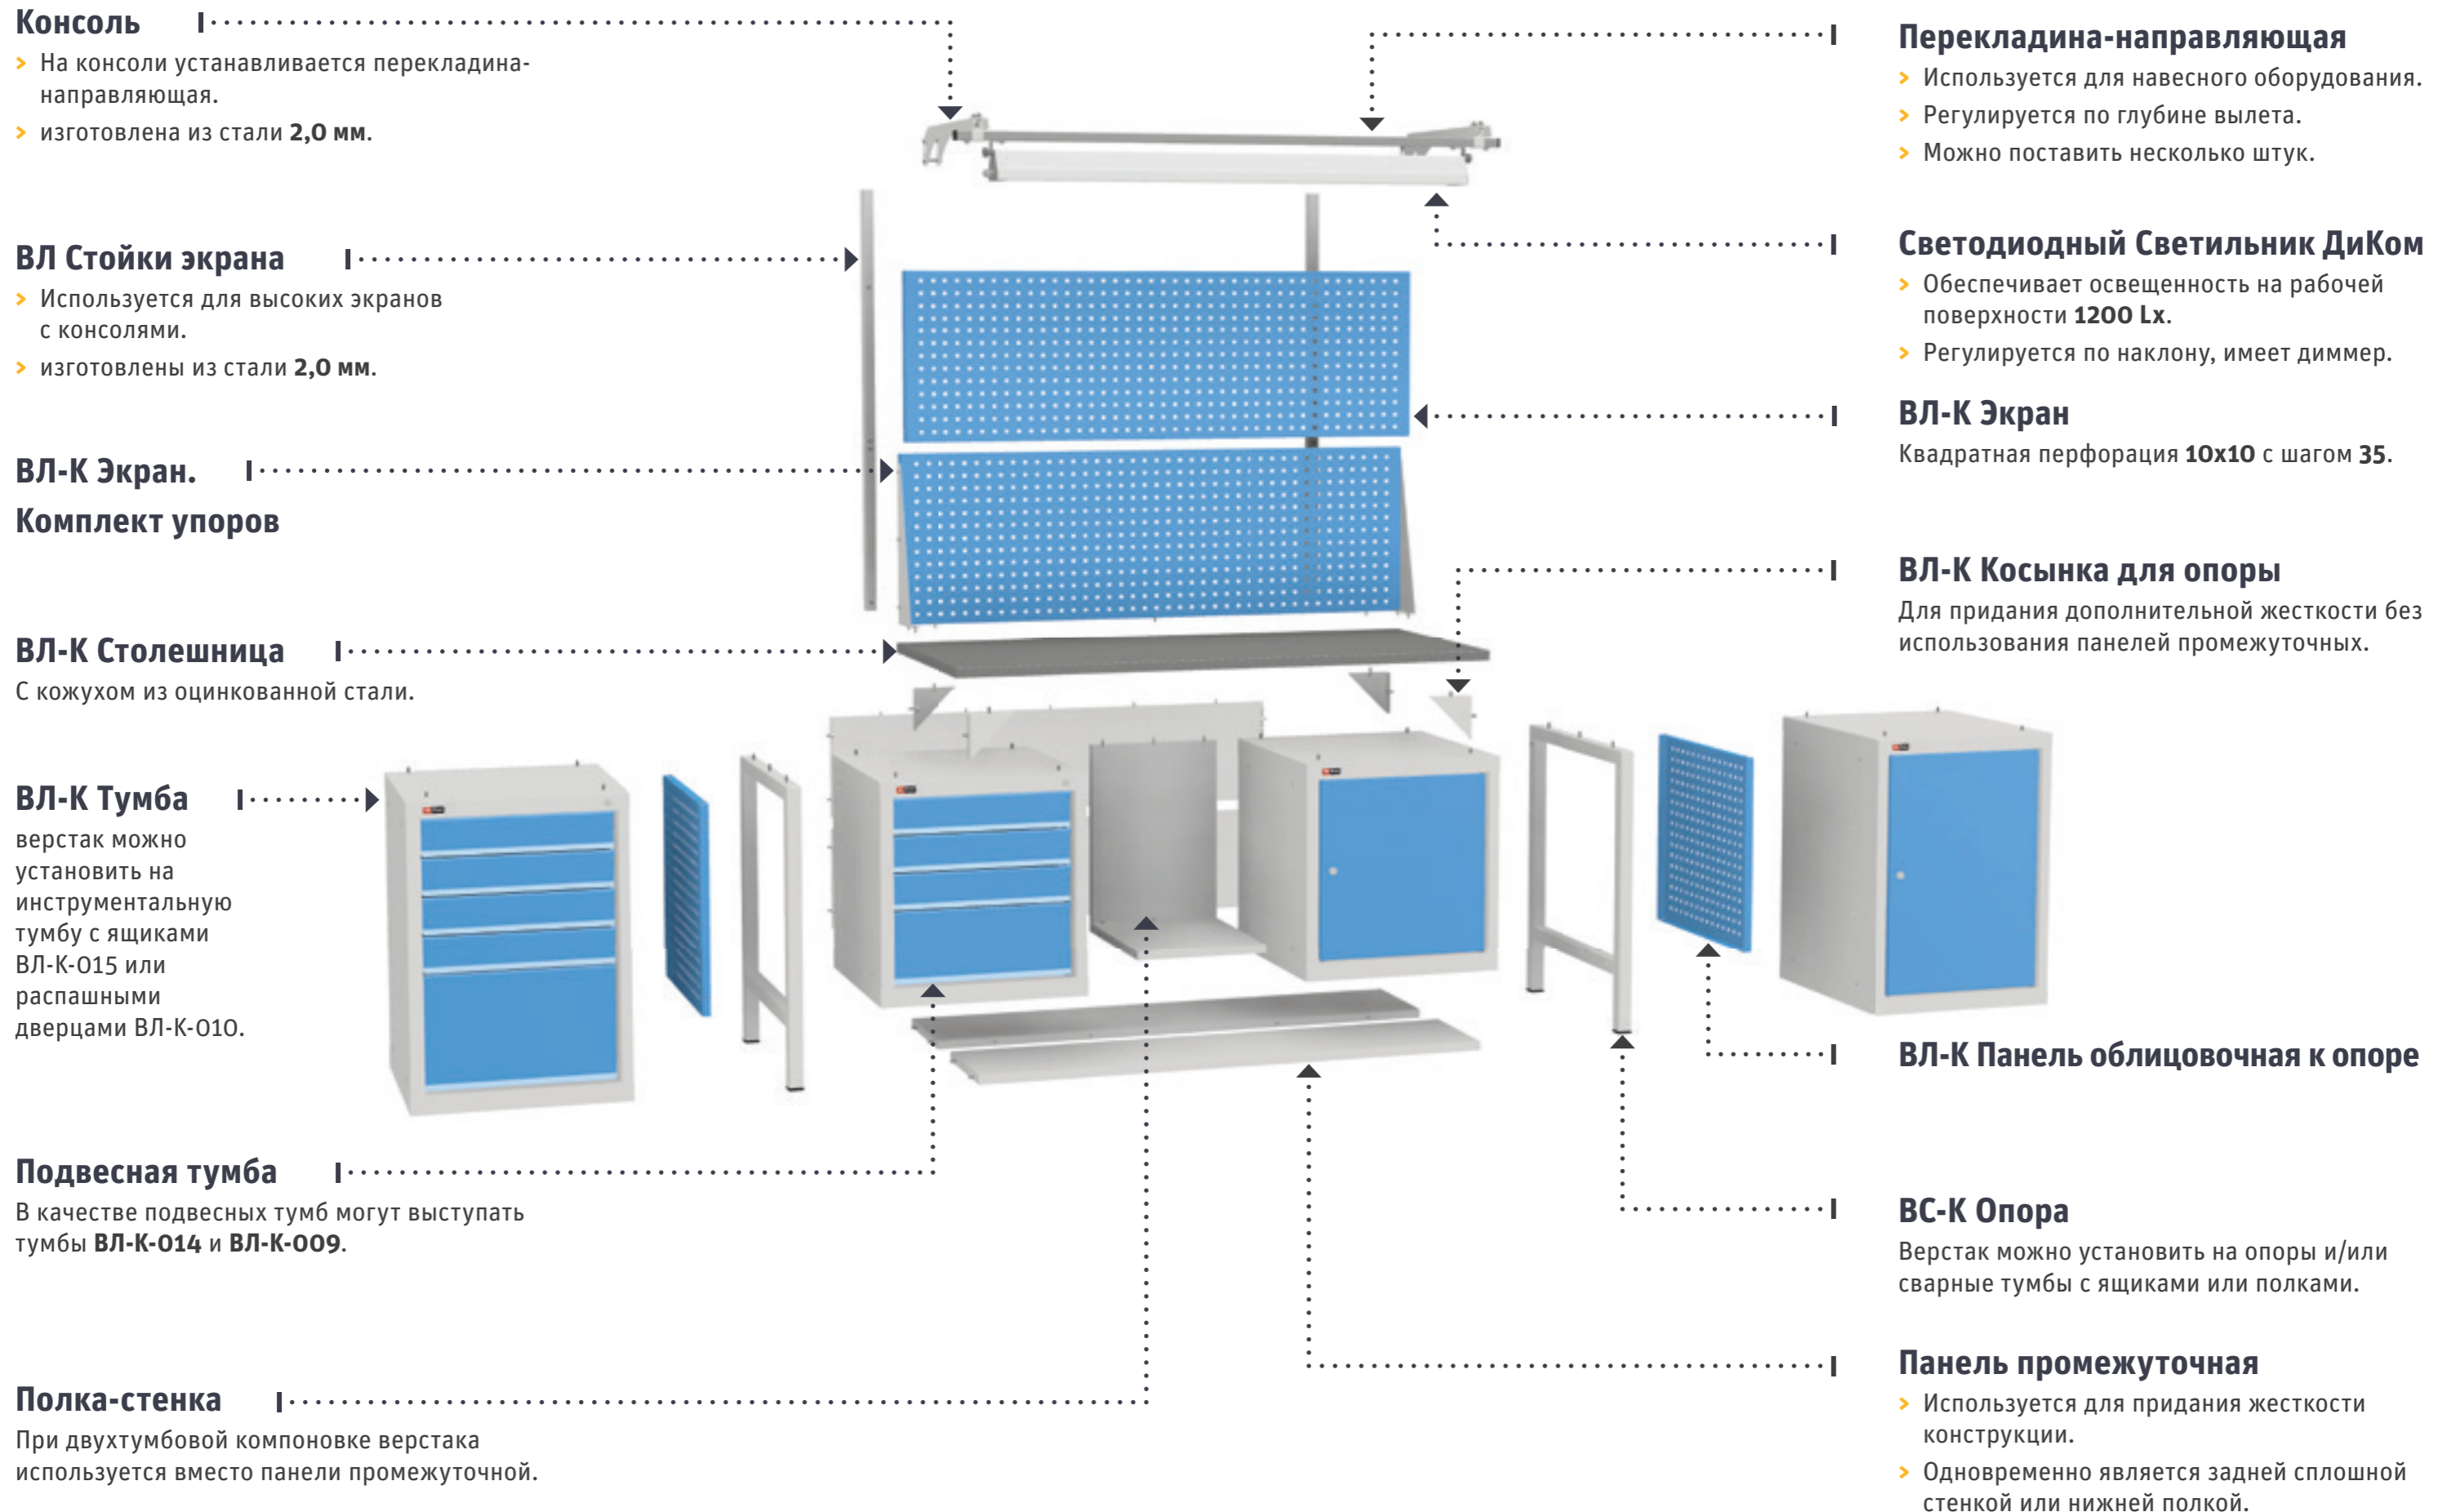 Консоль
> На консоли устанавливается перекладина-
направляющая.
> изготовлена из стали 2,0 мм.
ВЛ Стойки экрана
> Используется для высоких экранов
с консолями.
> изготовлены из стали 2,0 мм.
ВЛ-К Экран.
Комплект упоров
ВЛ-К Столешница
С кожухом из оцинкованной стали.
ВЛ-К Тумба
верстак можно
установить на
инструментальную
тумбу с ящиками
ВЛ-К-015 или
распашными
дверцами ВЛ-К-010.
Подвесная тумба
В качестве подвесных тумб могут выступать
тумбы ВЛ-К-014 и ВЛ-К-009.
Полка-стенка
При двухтумбовой компоновке верстака
используется вместо панели промежуточной.
Перекладина-направляющая
> Используется для навесного оборудования.
> Регулируется по глубине вылета.
> Можно поставить несколько штук.
Светодиодный Светильник ДиКом
> Обеспечивает освещенность на рабочей
поверхности 1200 Lx.
> Регулируется по наклону, имеет диммер.
ВЛ-К Экран
Квадратная перфорация 10x10 с шагом 35.
ВЛ-К Косынка для опоры
Для придания дополнительной жесткости без
использования панелей промежуточных.
ВЛ-К Панель облицовочная к опоре
ВС-К Опора
Верстак можно установить на опоры и/или
сварные тумбы с ящиками или полками.
Панель промежуточная
> Используется для придания жесткости
конструкции.
> Одновременно является задней сплошной
стенкой или нижней полкой.